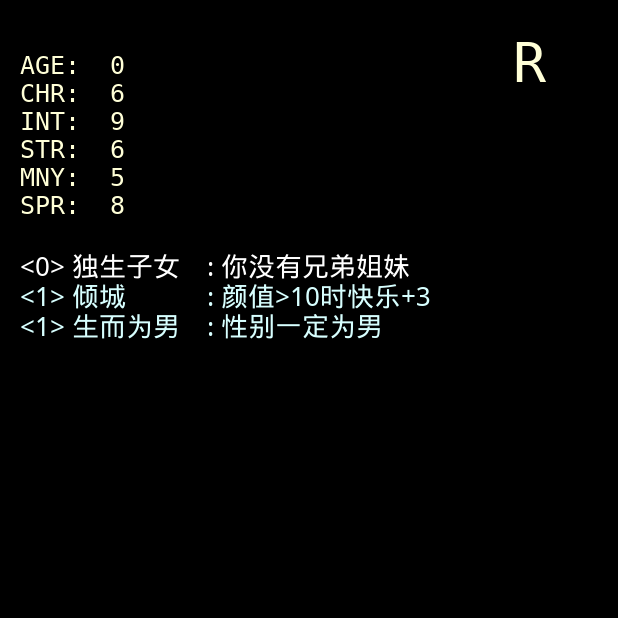 R
AGE: 0
CHR: 6
INT: 9
STR: 6
MNY: 5
SPR: 8
<0> 独生子女 : 你没有兄弟姐妹
<1> 倾城 : 颜值>10时快乐+3
<1> 生而为男 : 性别一定为男